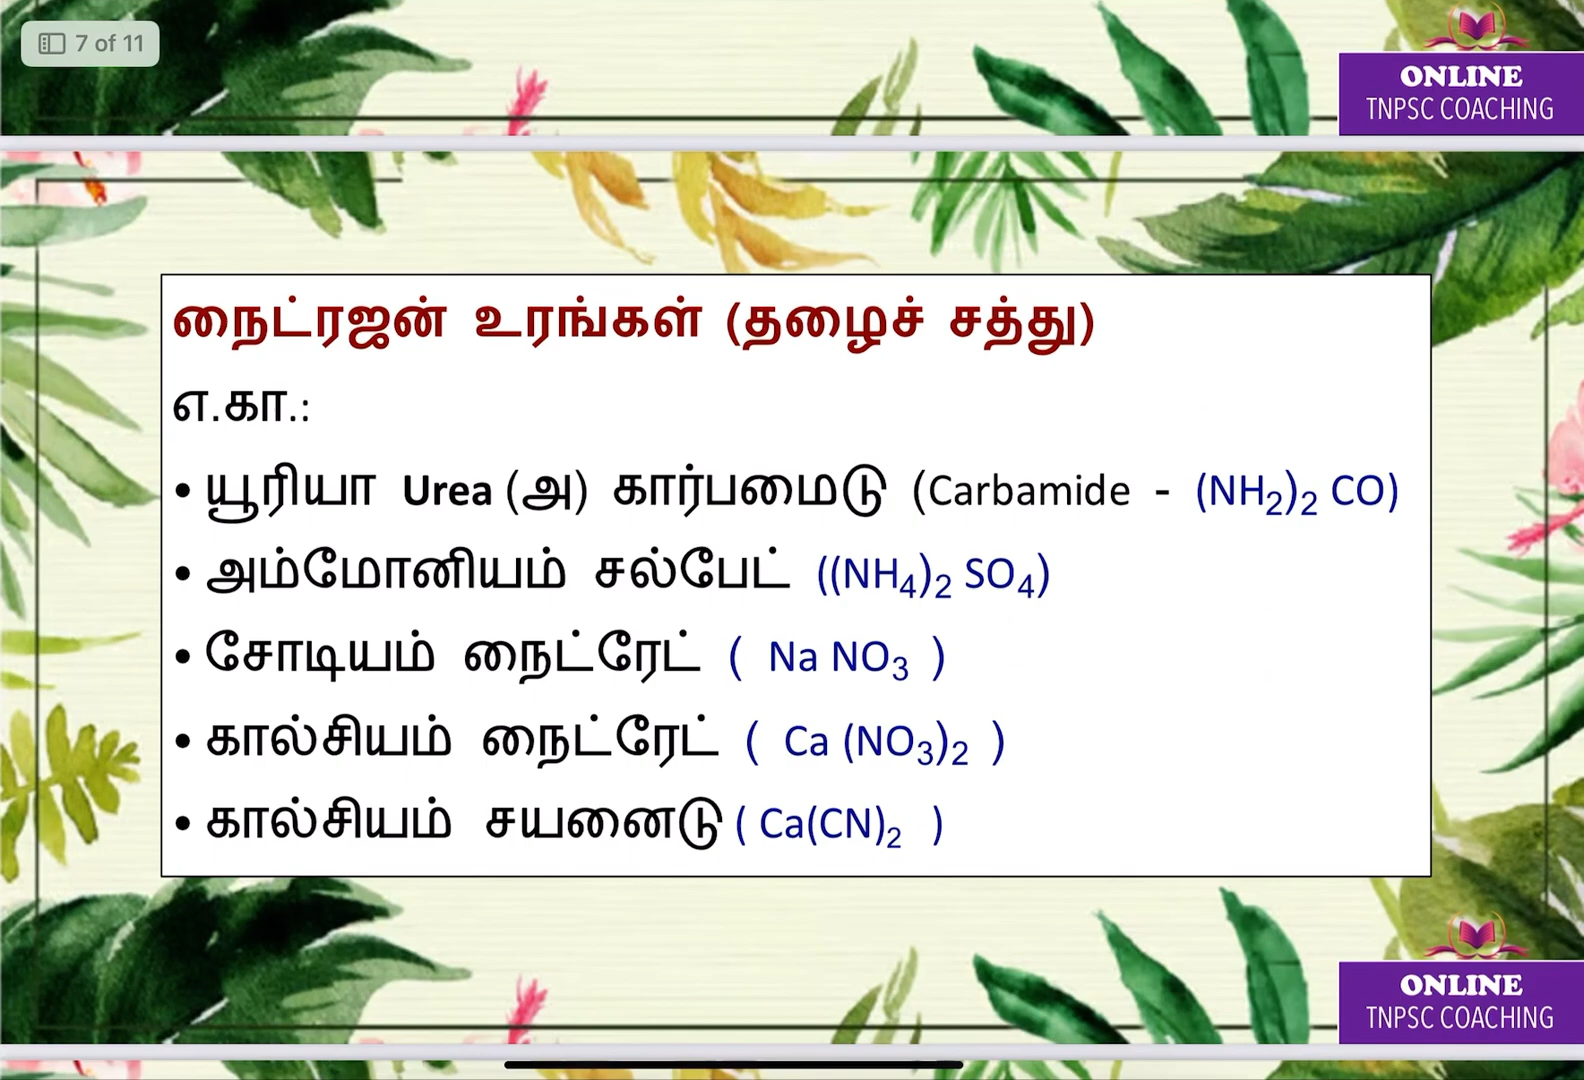 7 of 11
ONLINE
TNPSC COACHING
நைட்ரஜன் உரங்கள் (தழைச் சத்து)
எ.கா.:
• யூரியா Urea (அ) கார்பமைடு (Carbamide - (NH₂)₂ CO)
• அம்மோனியம் சல்பேட் ((NH₄)₂ SO₄)
• சோடியம் நைட்ரேட் ( Na NO₃ )
• கால்சியம் நைட்ரேட் ( Ca (NO₃)₂ )
• கால்சியம் சயனைடு ( Ca(CN)₂ )
ONLINE
TNPSC COACHING